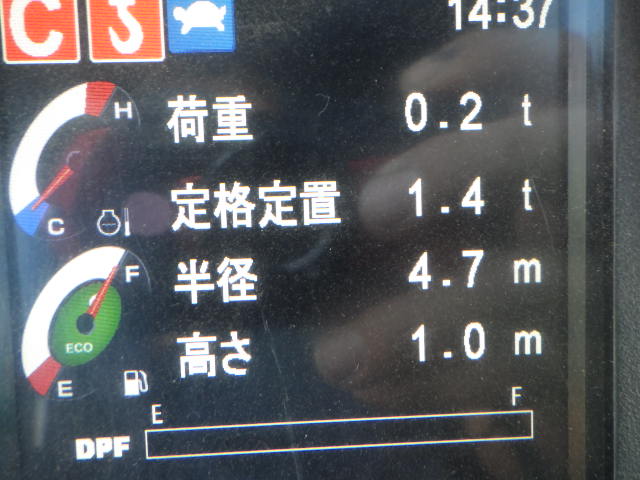 C
14:37
H
荷重 0.2 t
C
定格定置 1.4 t
F
半径 4.7 m
ECO
高さ 1.0 m
E
E F
DPF